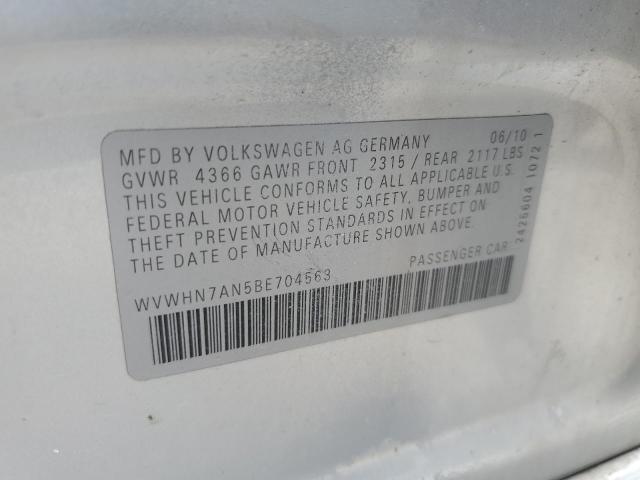 MFD BY VOLKSWAGEN AG GERMANY 06/10
GVWR 4366 GAWR FRONT 2315 / REAR 2117 LBS
THIS VEHICLE CONFORMS TO ALL APPLICABLE U.S.
FEDERAL MOTOR VEHICLE SAFETY, BUMPER AND
THEFT PREVENTION STANDARDS IN EFFECT ON
THE DATE OF MANUFACTURE SHOWN ABOVE.
WVWHN7AN5BE704563 PASSENGER CAR
2426604 10721